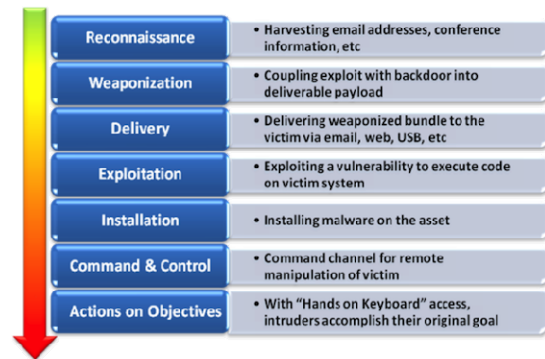 Reconnaissance
• Harvesting email addresses, conference
information, etc
Weaponization
• Coupling exploit with backdoor into
deliverable payload
Delivery
• Delivering weaponized bundle to the
victim via email, web, USB, etc
Exploitation
• Exploiting a vulnerability to execute code
on victim system
Installation
• Installing malware on the asset
Command & Control
• Command channel for remote
manipulation of victim
Actions on Objectives
• With “Hands on Keyboard” access,
intruders accomplish their original goal